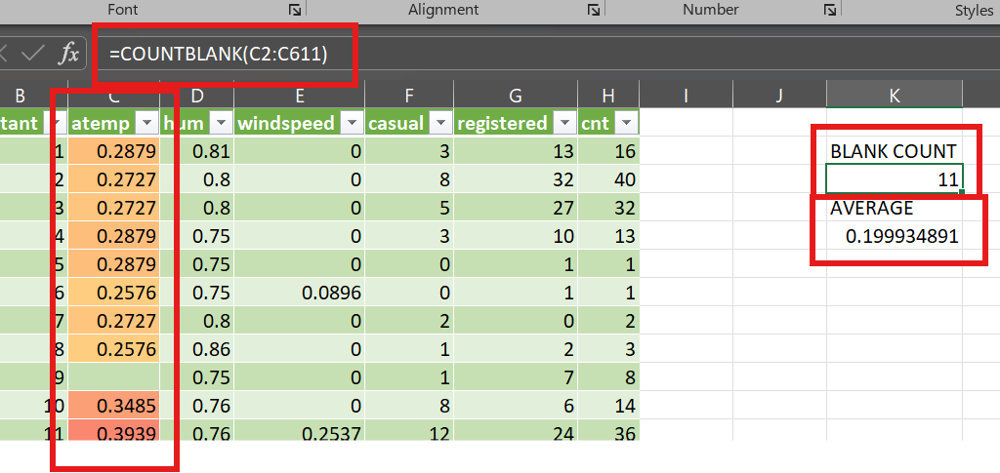 Font Alignment Number Styles
fx =COUNTBLANK(C2:C611)
B C D E F G H I J K
tant atemp hum windspeed casual registered cnt
1 0.2879 0.81 0 3 13 16 BLANK COUNT
2 0.2727 0.8 0 8 32 40 11
3 0.2727 0.8 0 5 27 32 AVERAGE
4 0.2879 0.75 0 3 10 13 0.199934891
5 0.2879 0.75 0 0 1 1
6 0.2576 0.75 0.0896 0 1 1
7 0.2727 0.8 0 2 0 2
8 0.2576 0.86 0 1 2 3
9 0.75 0 1 7 8
10 0.3485 0.76 0 8 6 14
11 0.3939 0.76 0.2537 12 24 36